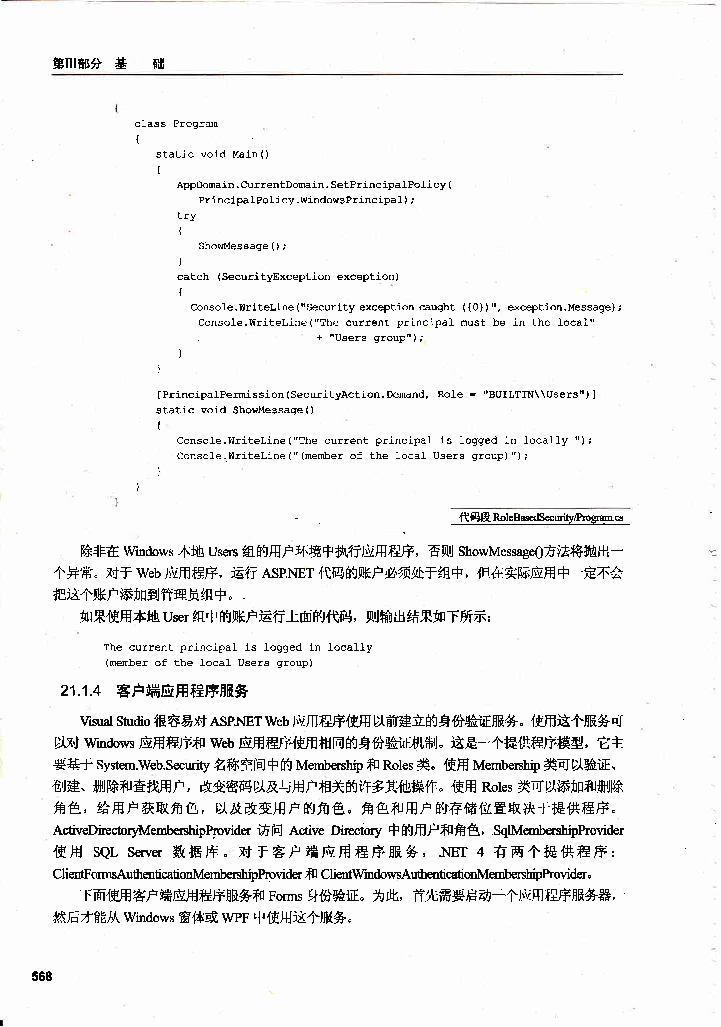 第III部分 基 础
{
class Program
{
static void Main()
{
AppDomain.CurrentDomain.SetPrincipalPolicy(
PrincipalPolicy.WindowsPrincipal);
try
{
ShowMessage();
}
catch (SecurityException exception)
{
Console.WriteLine("Security exception caught ({0})", exception.Message);
Console.WriteLine("The current principal must be in the local"
+ "Users group");
}
}
[PrincipalPermission(SecurityAction.Demand, Role = "BUILTIN\\Users")]
static void ShowMessage()
{
Console.WriteLine("The current principal is logged in locally ");
Console.WriteLine("(member of the local Users group)");
}
}
}
代码段 RoleBasedSecurity/Program.cs
除非在 Windows 本地 Users 组的用户环境中执行应用程序，否则 ShowMessage()方法将抛出一
个异常。对于 Web 应用程序，运行 ASP.NET 代码的账户必须处于组中，但在实际应用中一定不会
把这个账户添加到管理员组中。
如果使用本地 User 组中的账户运行上面的代码，则输出结果如下所示：
The current principal is logged in locally
(member of the local Users group)
21.1.4 客户端应用程序服务
Visual Studio 很容易对 ASP.NET Web 应用程序使用以前建立的身份验证服务。使用这个服务可
以对 Windows 应用程序和 Web 应用程序使用相同的身份验证机制。这是一个提供程序模型，它主
要基于 System.Web.Security 名称空间中的 Membership 和 Roles 类。使用 Membership 类可以验证、
创建、删除和查找用户，改变密码以及与用户相关的许多其他操作。使用 Roles 类可以添加和删除
角色，给用户获取角色，以及改变用户的角色。角色和用户的存储位置取决于提供程序。
ActiveDirectoryMembershipProvider 访问 Active Directory 中的用户和角色，SqlMembershipProvider
使用 SQL Server 数据库。对于客户端应用程序服务，.NET 4 有两个提供程序：
ClientFormsAuthenticationMembershipProvider 和 ClientWindowsAuthenticationMembershipProvider。
下面使用客户端应用程序服务和 Forms 身份验证。为此，首先需要启动一个应用程序服务器，
然后才能从 Windows 窗体或 WPF 中使用这个服务。
568